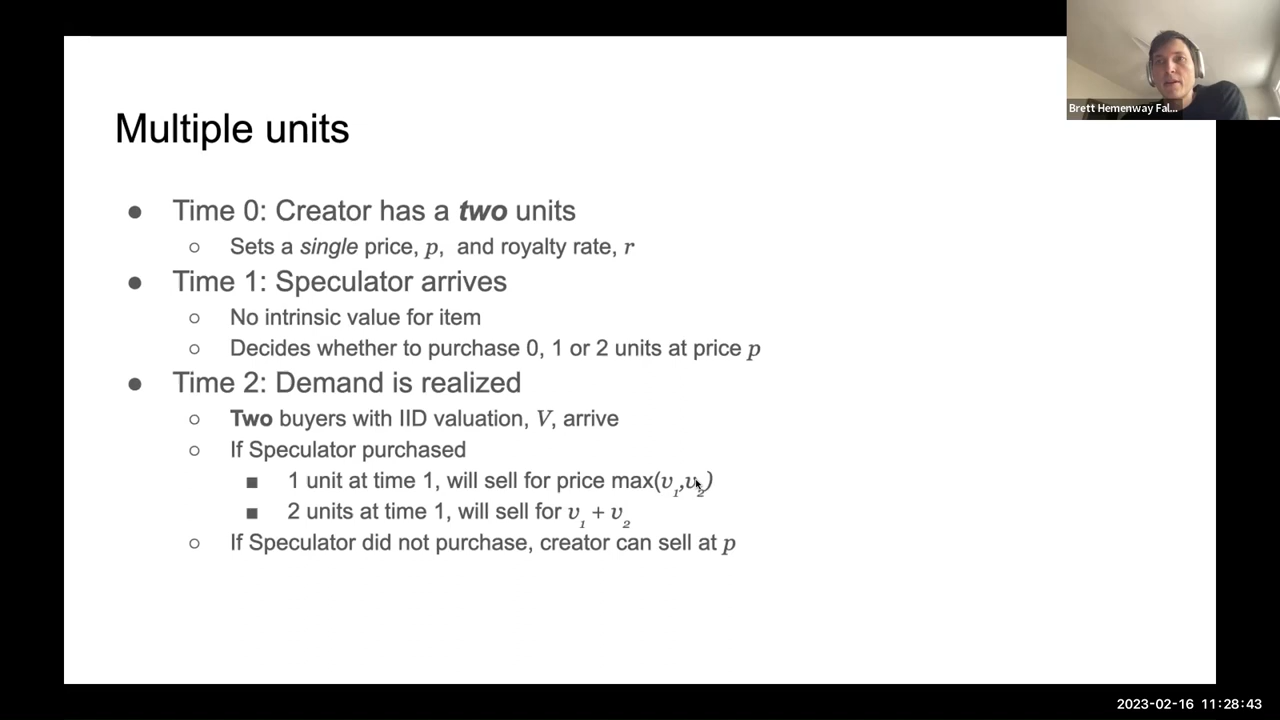 Brett Hemenway Fal...
Multiple units
● Time 0: Creator has a two units
○ Sets a single price, p, and royalty rate, r
● Time 1: Speculator arrives
○ No intrinsic value for item
○ Decides whether to purchase 0, 1 or 2 units at price p
● Time 2: Demand is realized
○ Two buyers with IID valuation, V, arrive
○ If Speculator purchased
■ 1 unit at time 1, will sell for price max(v₁,v₂)
■ 2 units at time 1, will sell for v₁ + v₂
○ If Speculator did not purchase, creator can sell at p
2023-02-16 11:28:43